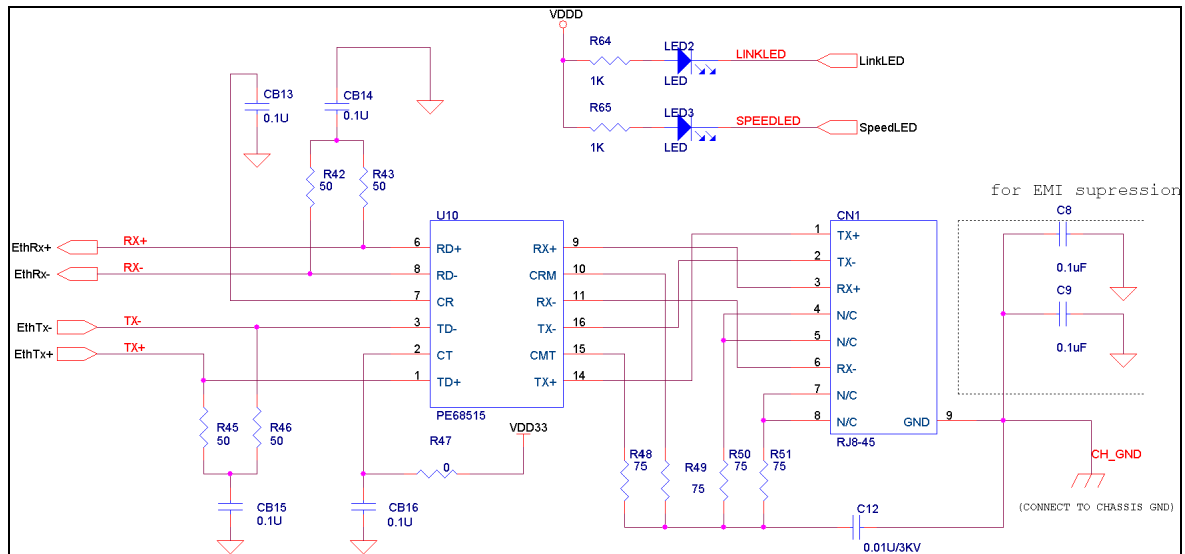 VDDD
R64
1K
LED2
LED
LINKLED
LinkLED
R65
1K
LED3
LED
SPEEDLED
SpeedLED
CB13
0.1U
CB14
0.1U
R42
50
R43
50
for EMI supression
C8
0.1uF
C9
0.1uF
EthRx+
RX+
EthRx-
RX-
EthTx-
TX-
EthTx+
TX+
U10
6
RD+
8
RD-
7
CR
3
TD-
2
CT
1
TD+
RX+
9
CRM
10
RX-
11
TX-
16
CMT
15
TX+
14
PE68515
CN1
1
TX+
2
TX-
3
RX+
4
N/C
5
N/C
6
RX-
7
N/C
8
N/C
GND
9
RJ8-45
R45
50
R46
50
CB15
0.1U
R47
0
VDD33
CB16
0.1U
R48
75
R49
75
R50
75
R51
75
C12
0.01U/3KV
CH_GND
(CONNECT TO CHASSIS GND)